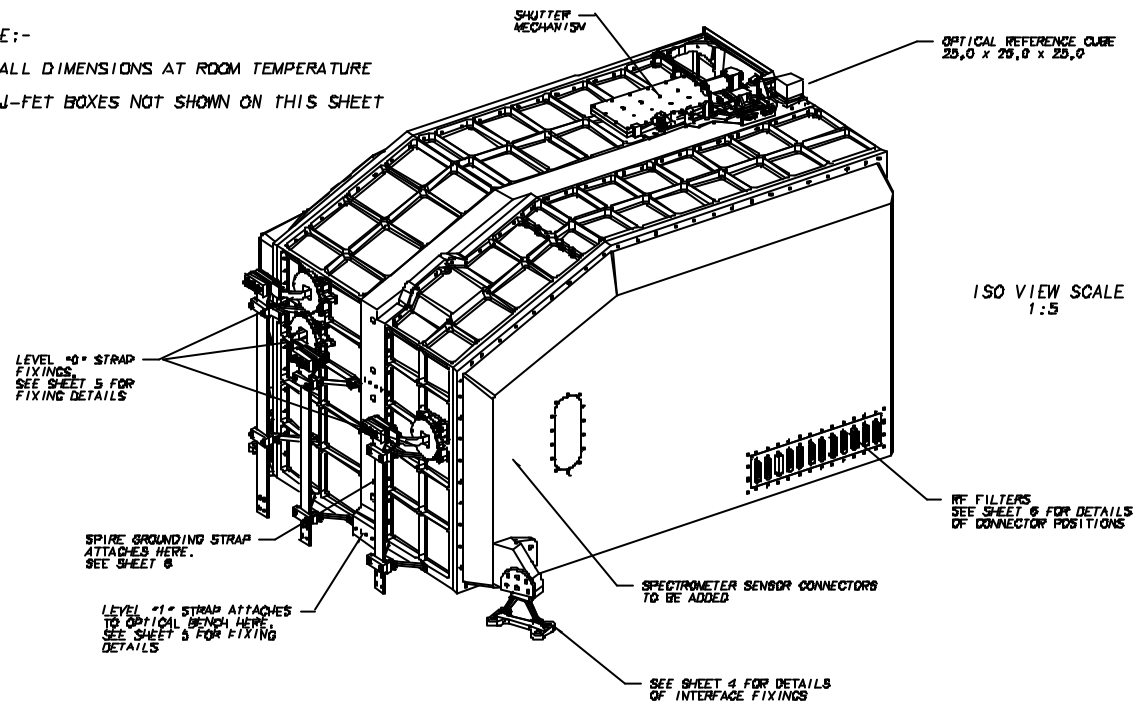 E:-
ALL DIMENSIONS AT ROOM TEMPERATURE
J-FET BOXES NOT SHOWN ON THIS SHEET
SHUTTER
MECHANISM
OPTICAL REFERENCE CUBE
25,0 x 25,0 x 25,0
ISO VIEW SCALE
1:5
LEVEL "0" STRAP
FIXINGS.
SEE SHEET 5 FOR
FIXING DETAILS
RF FILTERS
SEE SHEET 6 FOR DETAILS
OF CONNECTOR POSITIONS
SPIRE GROUNDING STRAP
ATTACHES HERE.
SEE SHEET 6
SPECTROMETER SENSOR CONNECTORS
TO BE ADDED
LEVEL "1" STRAP ATTACHES
TO OPTICAL BENCH HERE.
SEE SHEET 5 FOR FIXING
DETAILS
SEE SHEET 4 FOR DETAILS
OF INTERFACE FIXINGS